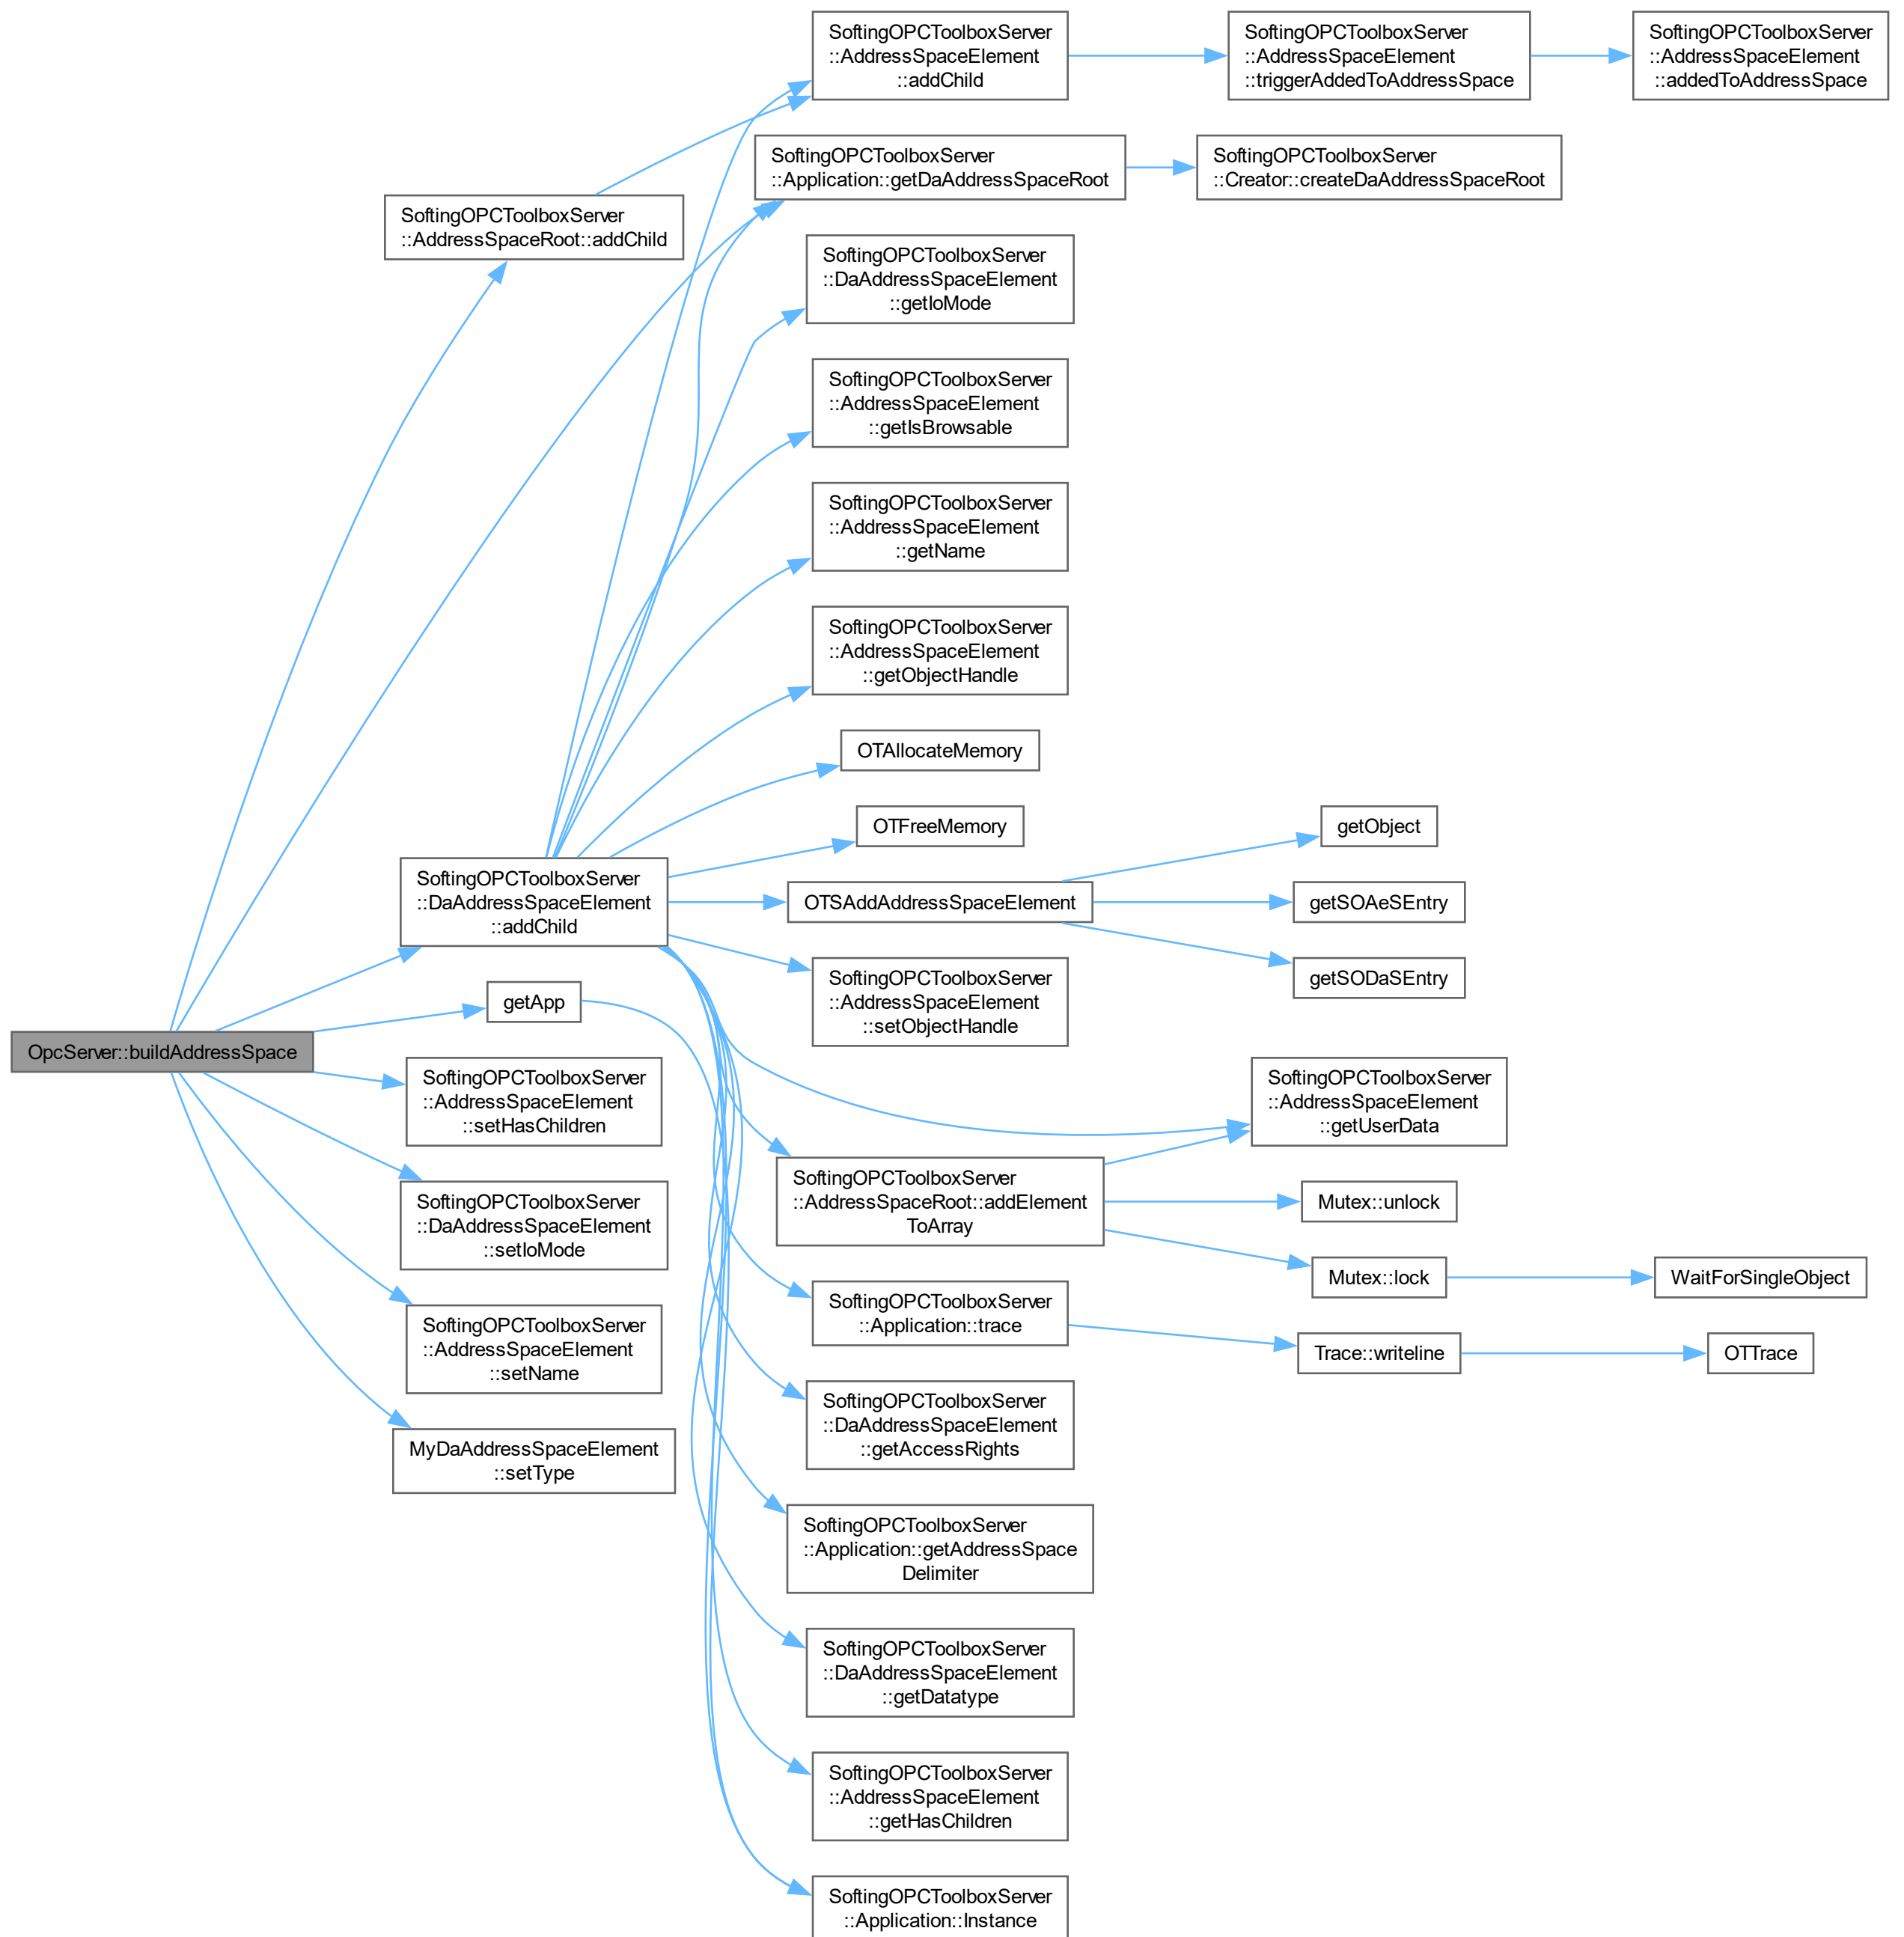 OpcServer::buildAddressSpace
SoftingOPCToolboxServer
::AddressSpaceRoot::addChild
SoftingOPCToolboxServer
::DaAddressSpaceElement
::addChild
getApp
SoftingOPCToolboxServer
::AddressSpaceElement
::setHasChildren
SoftingOPCToolboxServer
::DaAddressSpaceElement
::setIoMode
SoftingOPCToolboxServer
::AddressSpaceElement
::setName
MyDaAddressSpaceElement
::setType
SoftingOPCToolboxServer
::AddressSpaceElement
::addChild
SoftingOPCToolboxServer
::Application::getDaAddressSpaceRoot
SoftingOPCToolboxServer
::DaAddressSpaceElement
::getIoMode
SoftingOPCToolboxServer
::AddressSpaceElement
::getIsBrowsable
SoftingOPCToolboxServer
::AddressSpaceElement
::getName
SoftingOPCToolboxServer
::AddressSpaceElement
::getObjectHandle
OTAllocateMemory
OTFreeMemory
OTSAddAddressSpaceElement
SoftingOPCToolboxServer
::AddressSpaceElement
::setObjectHandle
SoftingOPCToolboxServer
::AddressSpaceRoot::addElement
ToArray
SoftingOPCToolboxServer
::Application::trace
SoftingOPCToolboxServer
::DaAddressSpaceElement
::getAccessRights
SoftingOPCToolboxServer
::Application::getAddressSpace
Delimiter
SoftingOPCToolboxServer
::DaAddressSpaceElement
::getDatatype
SoftingOPCToolboxServer
::AddressSpaceElement
::getHasChildren
SoftingOPCToolboxServer
::Application::Instance
SoftingOPCToolboxServer
::AddressSpaceElement
::triggerAddedToAddressSpace
SoftingOPCToolboxServer
::Creator::createDaAddressSpaceRoot
getObject
getSOAeSEntry
getSODaSEntry
SoftingOPCToolboxServer
::AddressSpaceElement
::getUserData
Mutex::unlock
Mutex::lock
Trace::writeline
SoftingOPCToolboxServer
::AddressSpaceElement
::addedToAddressSpace
WaitForSingleObject
OTTrace